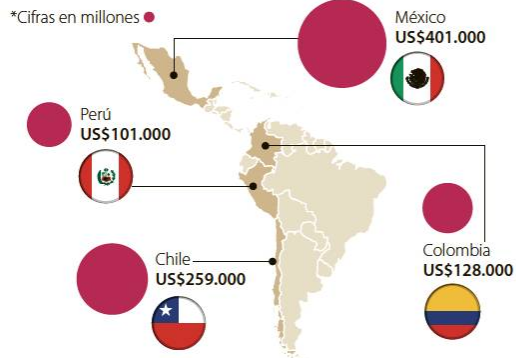 *Cifras en millones
México
US$401.000
Perú
US$101.000
Chile
US$259.000
Colombia
US$128.000